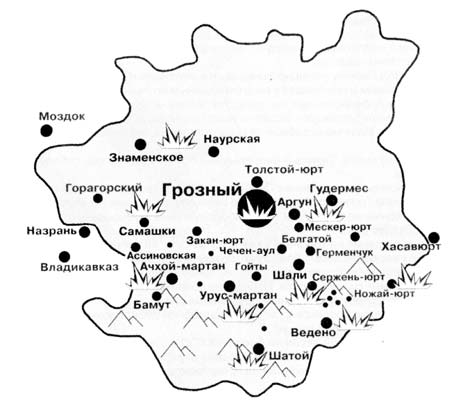 Моздок
Наурская
Знаменское
Толстой-юрт
Горагорский
Грозный
Гудермес
Аргун
Назрань
Самашки
Закан-юрт
Мескер-юрт
Белгатой
Хасавюрт
Ассиновская
Чечен-аул
Герменчук
Владикавказ
Ачхой-мартан
Гойты
Шали
Сержень-юрт
Бамут
Урус-мартан
Ножай-юрт
Ведено
Шатой